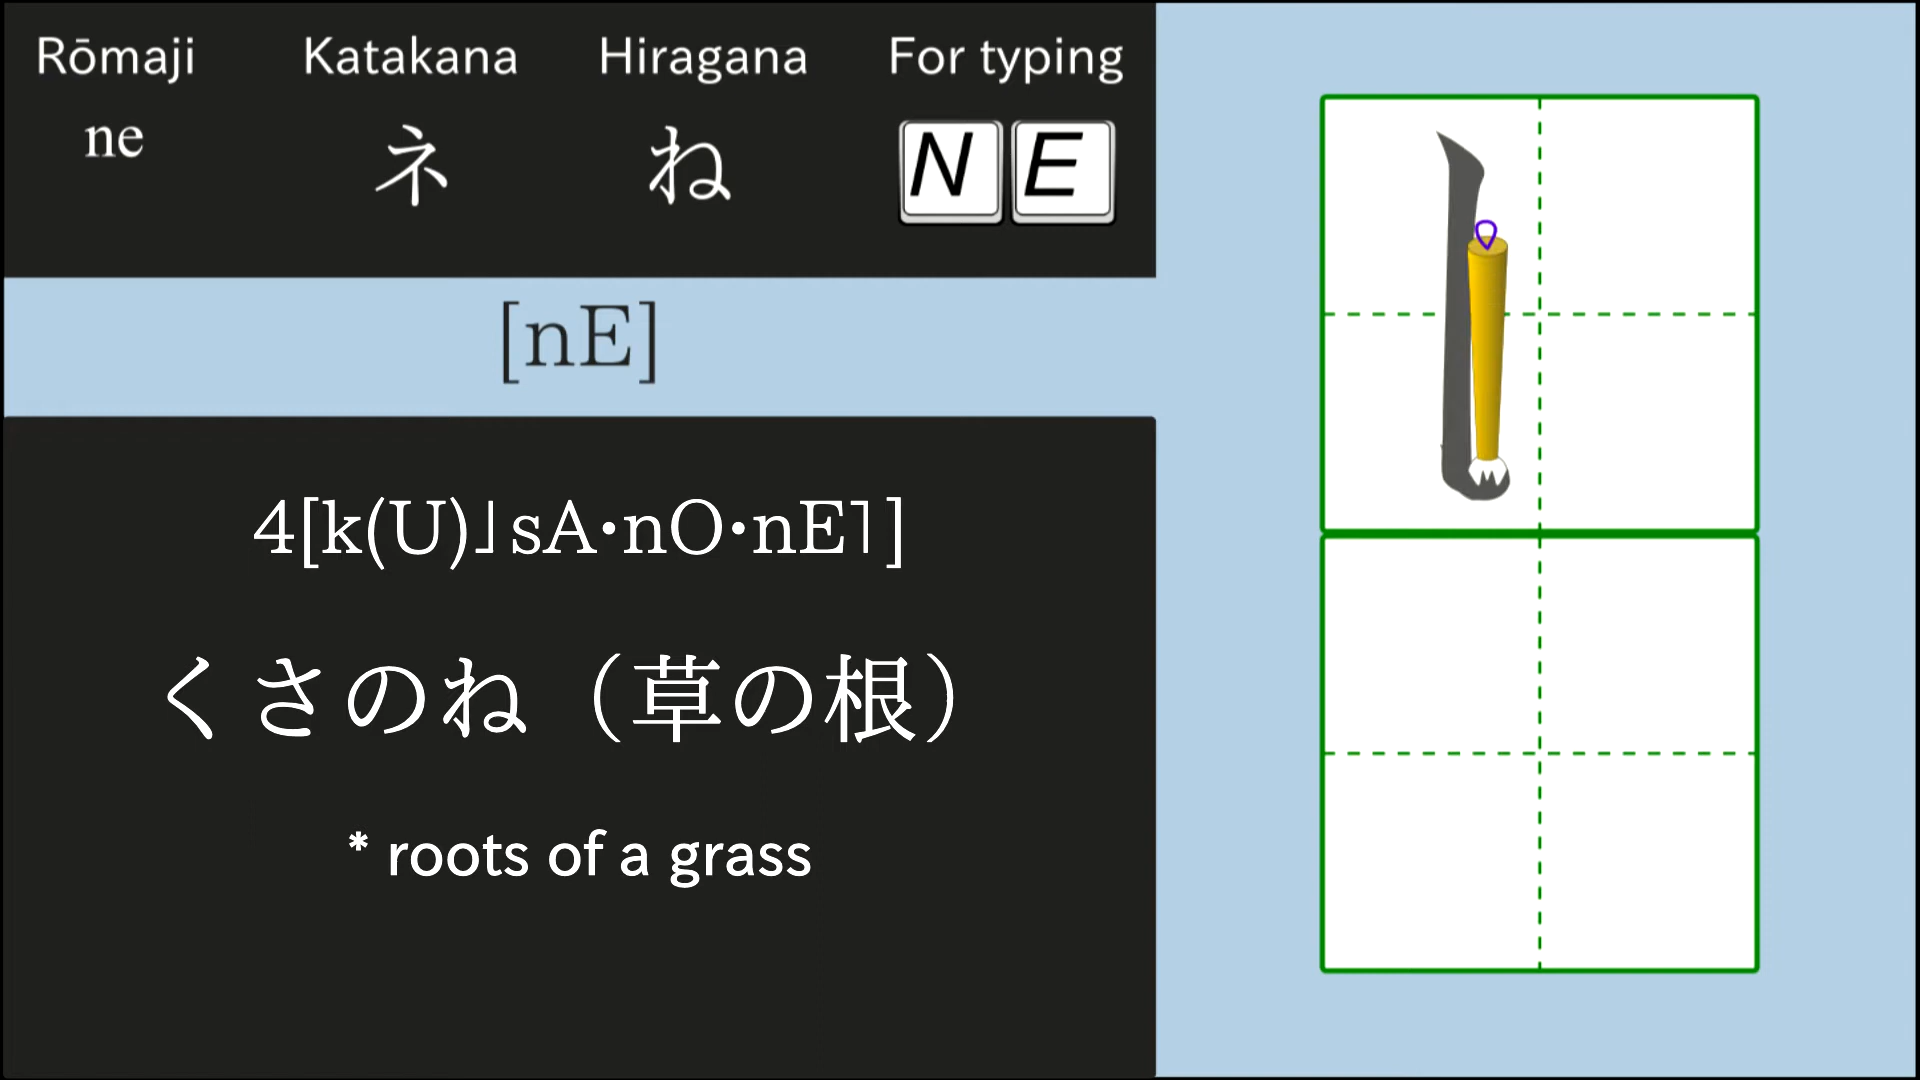 Rōmaji Katakana Hiragana For typing
ne ネ ね N E
[nE]
4[k(U)˩sA･nO･nE˥]
くさのね（草の根）
* roots of a grass